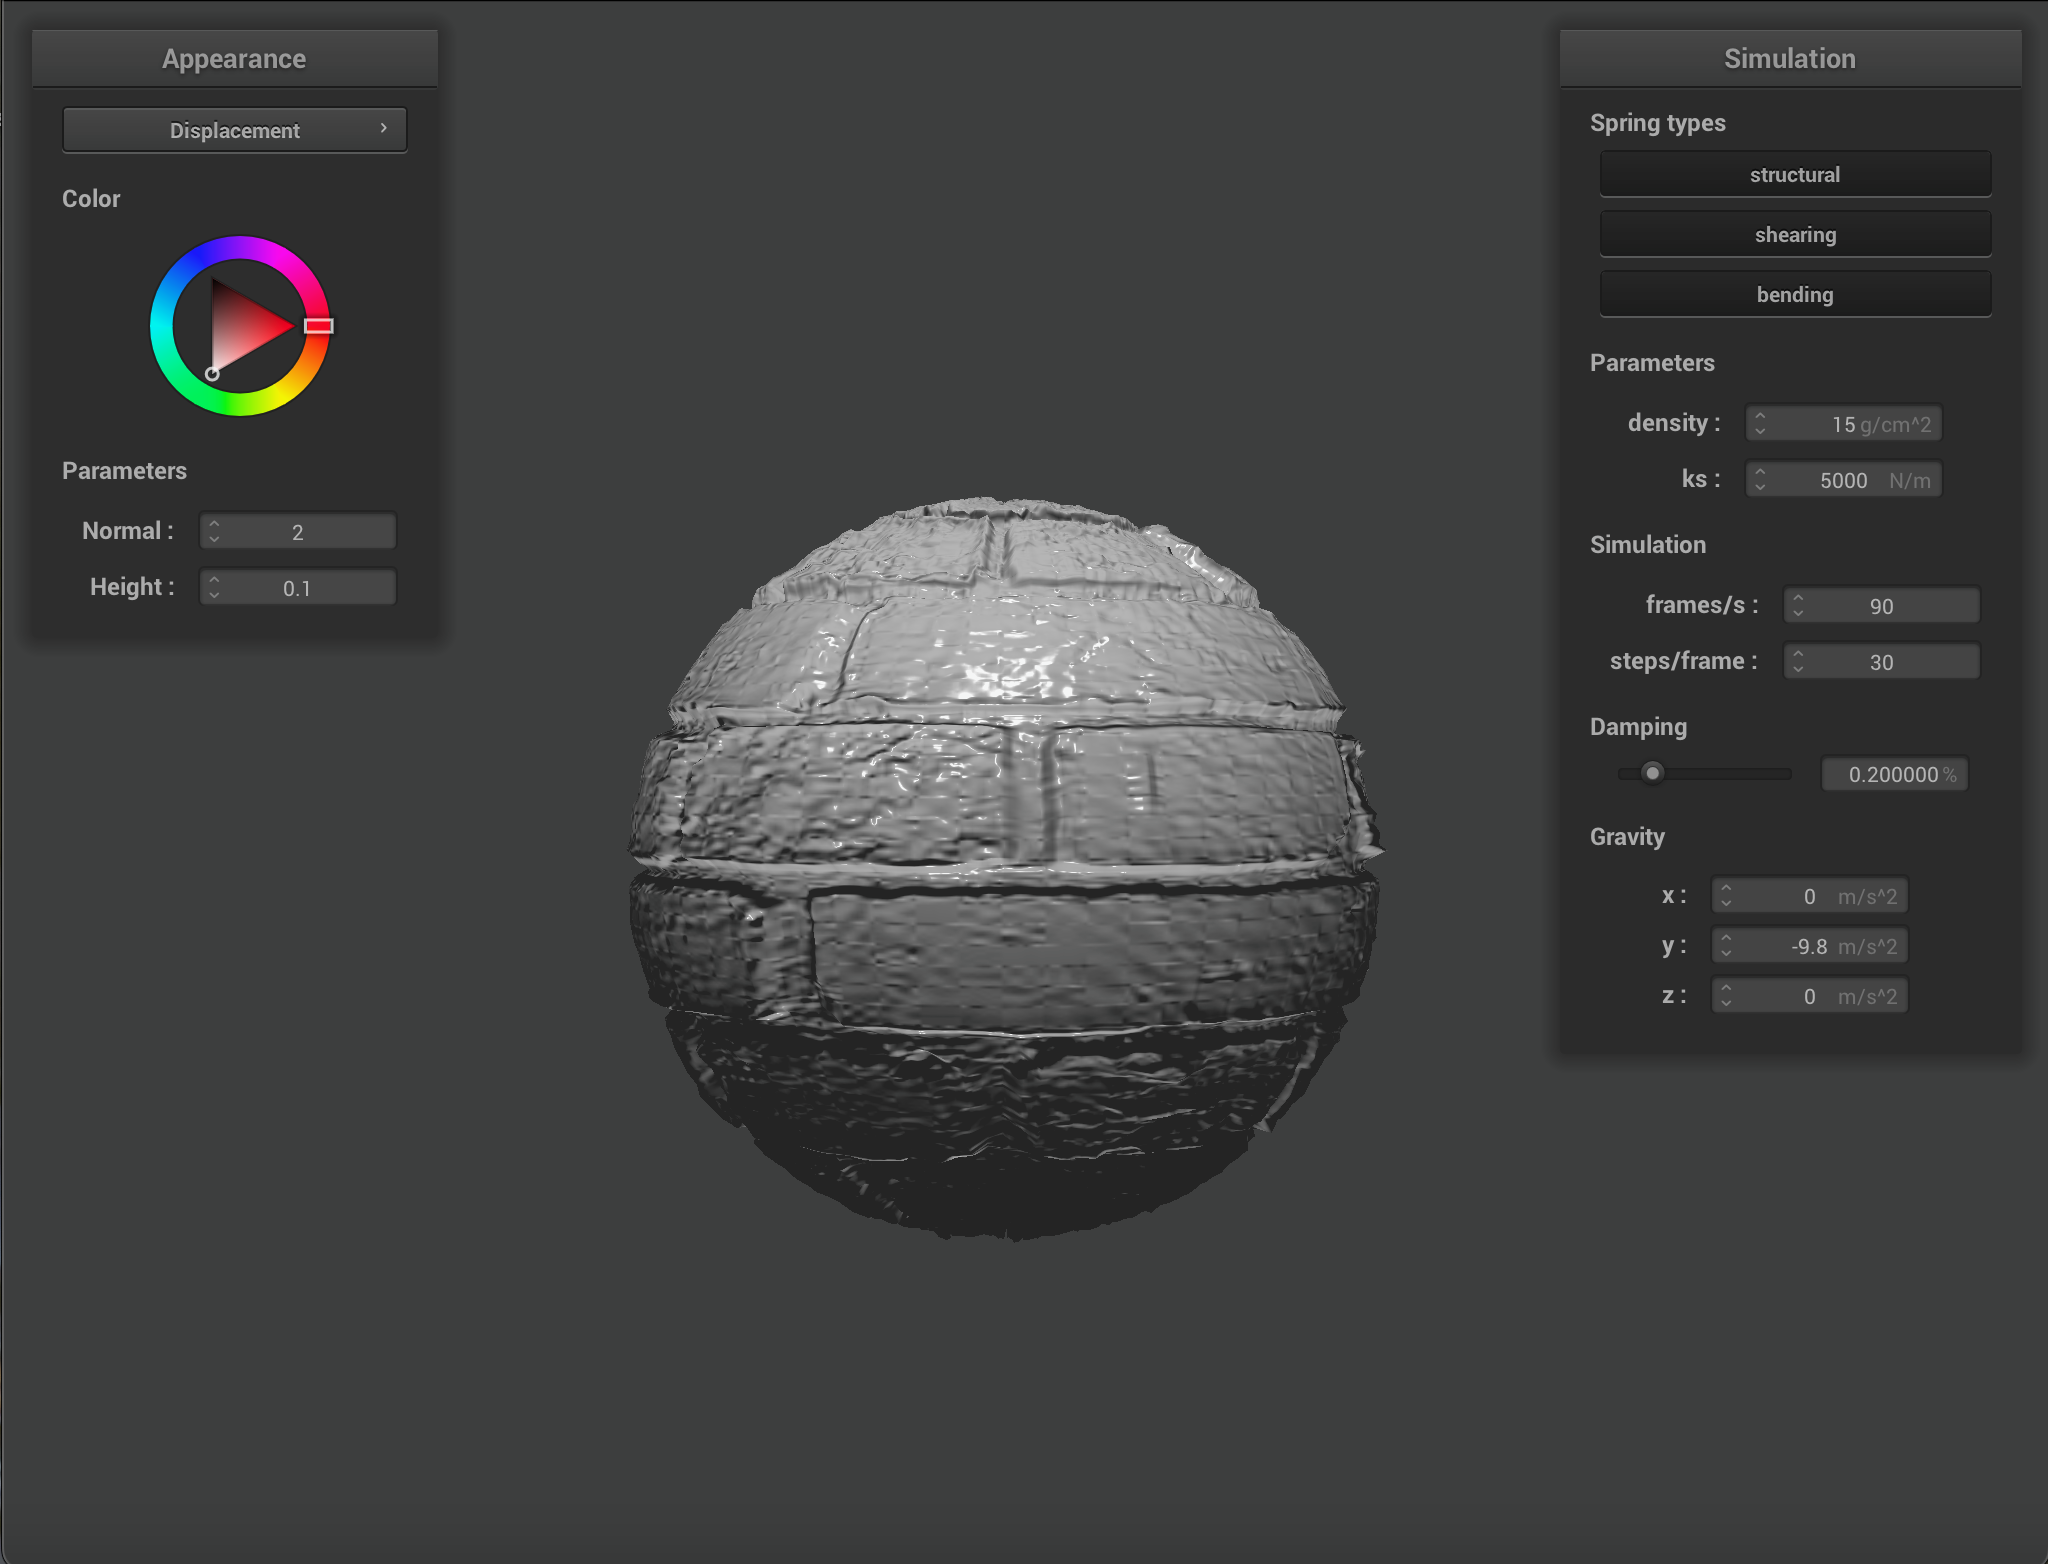 Appearance
Displacement
Color
Parameters
Normal : 2
Height : 0.1
Simulation
Spring types
structural
shearing
bending
Parameters
density : 15 g/cm^2
ks : 5000 N/m
Simulation
frames/s : 90
steps/frame : 30
Damping
0.200000 %
Gravity
x : 0 m/s^2
y : -9.8 m/s^2
z : 0 m/s^2